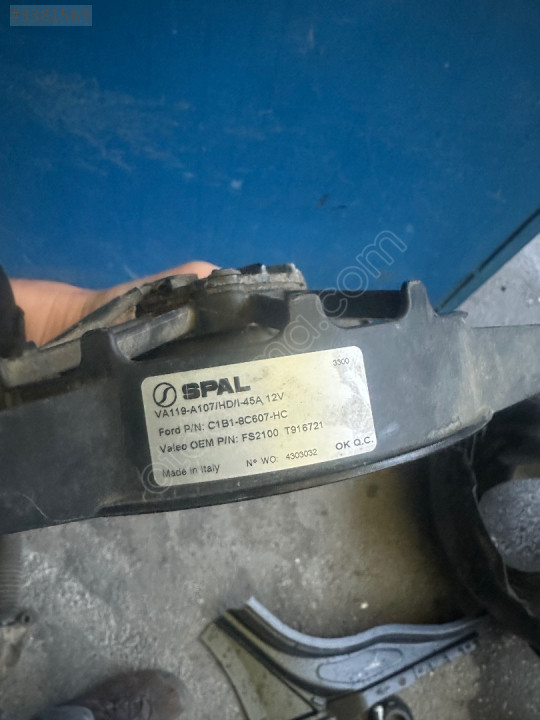 SPAL
3300
VA119-A107/HD/I-45A 12V
Ford P/N: C1B1-8C607-HC
Valeo OEM P/N: FS2100 T916721
Made in Italy
N° WO: 4303032
OK Q.C.